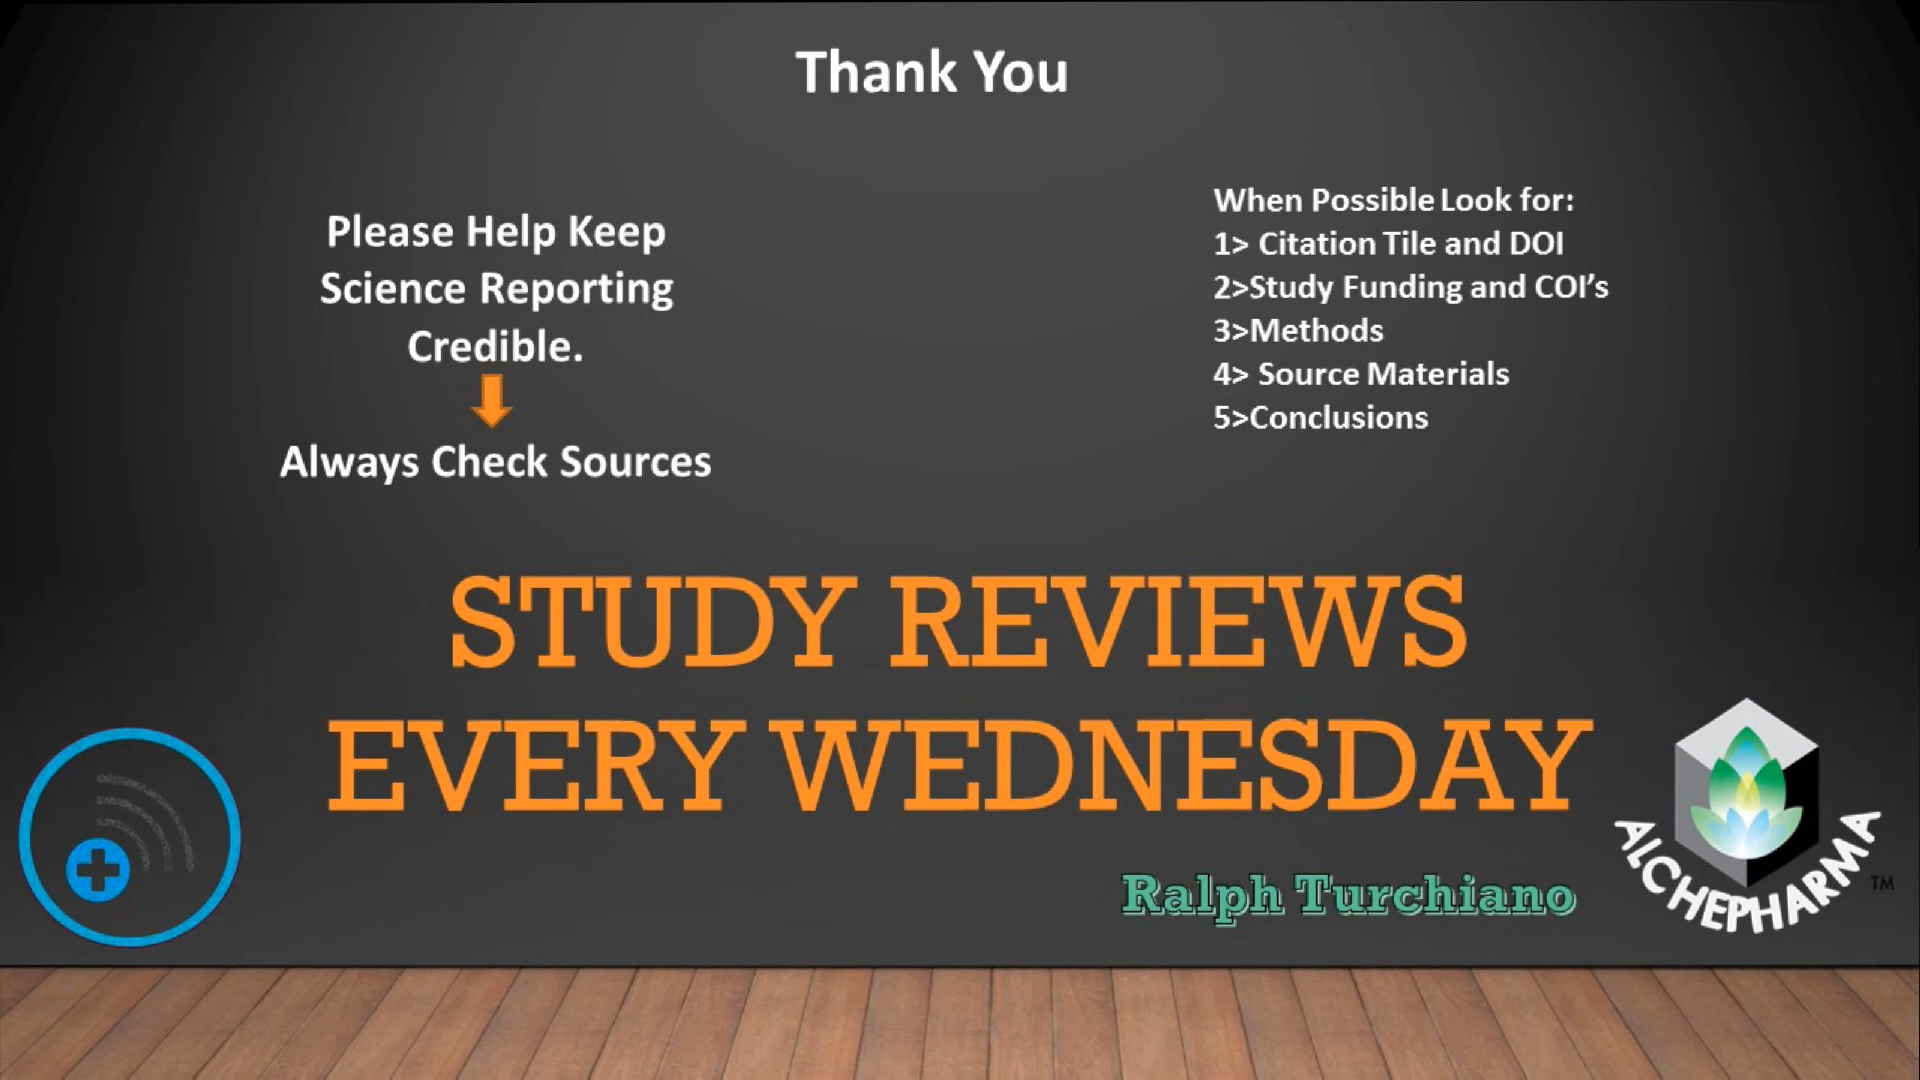 Thank You
Please Help Keep
Science Reporting
Credible.
Always Check Sources
When Possible Look for:
1> Citation Tile and DOI
2>Study Funding and COI’s
3>Methods
4> Source Materials
5>Conclusions
STUDY REVIEWS
EVERY WEDNESDAY
Ralph Turchiano
ALCHEPHARMA TM